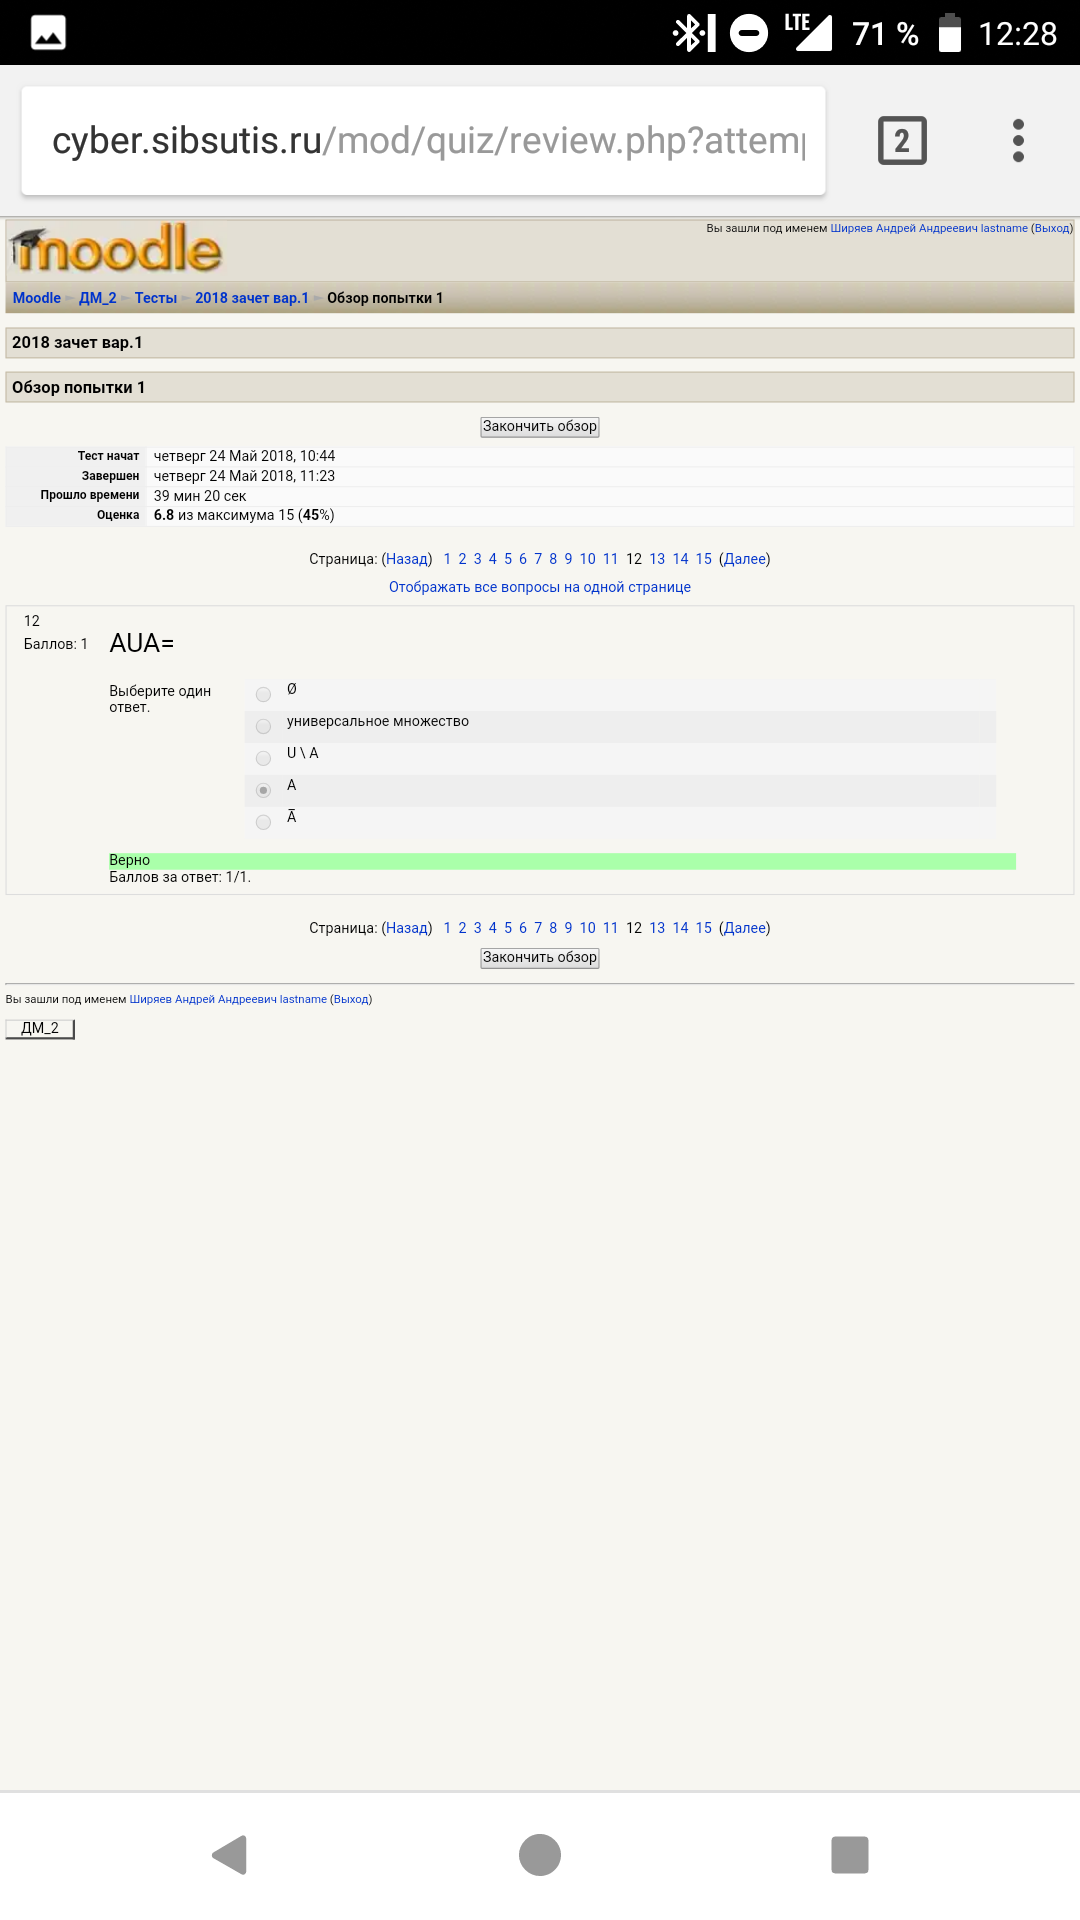 LTE 71 % 12:28
cyber.sibsutis.ru/mod/quiz/review.php?attem
2
moodle
Вы зашли под именем Ширяев Андрей Андреевич lastname (Выход)
Moodle ► ДМ_2 ► Тесты ► 2018 зачет вар.1 ► Обзор попытки 1
2018 зачет вар.1
Обзор попытки 1
Закончить обзор
Тест начат четверг 24 Май 2018, 10:44
Завершен четверг 24 Май 2018, 11:23
Прошло времени 39 мин 20 сек
Оценка 6.8 из максимума 15 (45%)
Страница: (Назад) 1 2 3 4 5 6 7 8 9 10 11 12 13 14 15 (Далее)
Отображать все вопросы на одной странице
12
Баллов: 1
AUA=
Выберите один
ответ.
Ø
универсальное множество
U \ A
A
A̅
Верно
Баллов за ответ: 1/1.
Страница: (Назад) 1 2 3 4 5 6 7 8 9 10 11 12 13 14 15 (Далее)
Закончить обзор
Вы зашли под именем Ширяев Андрей Андреевич lastname (Выход)
ДМ_2